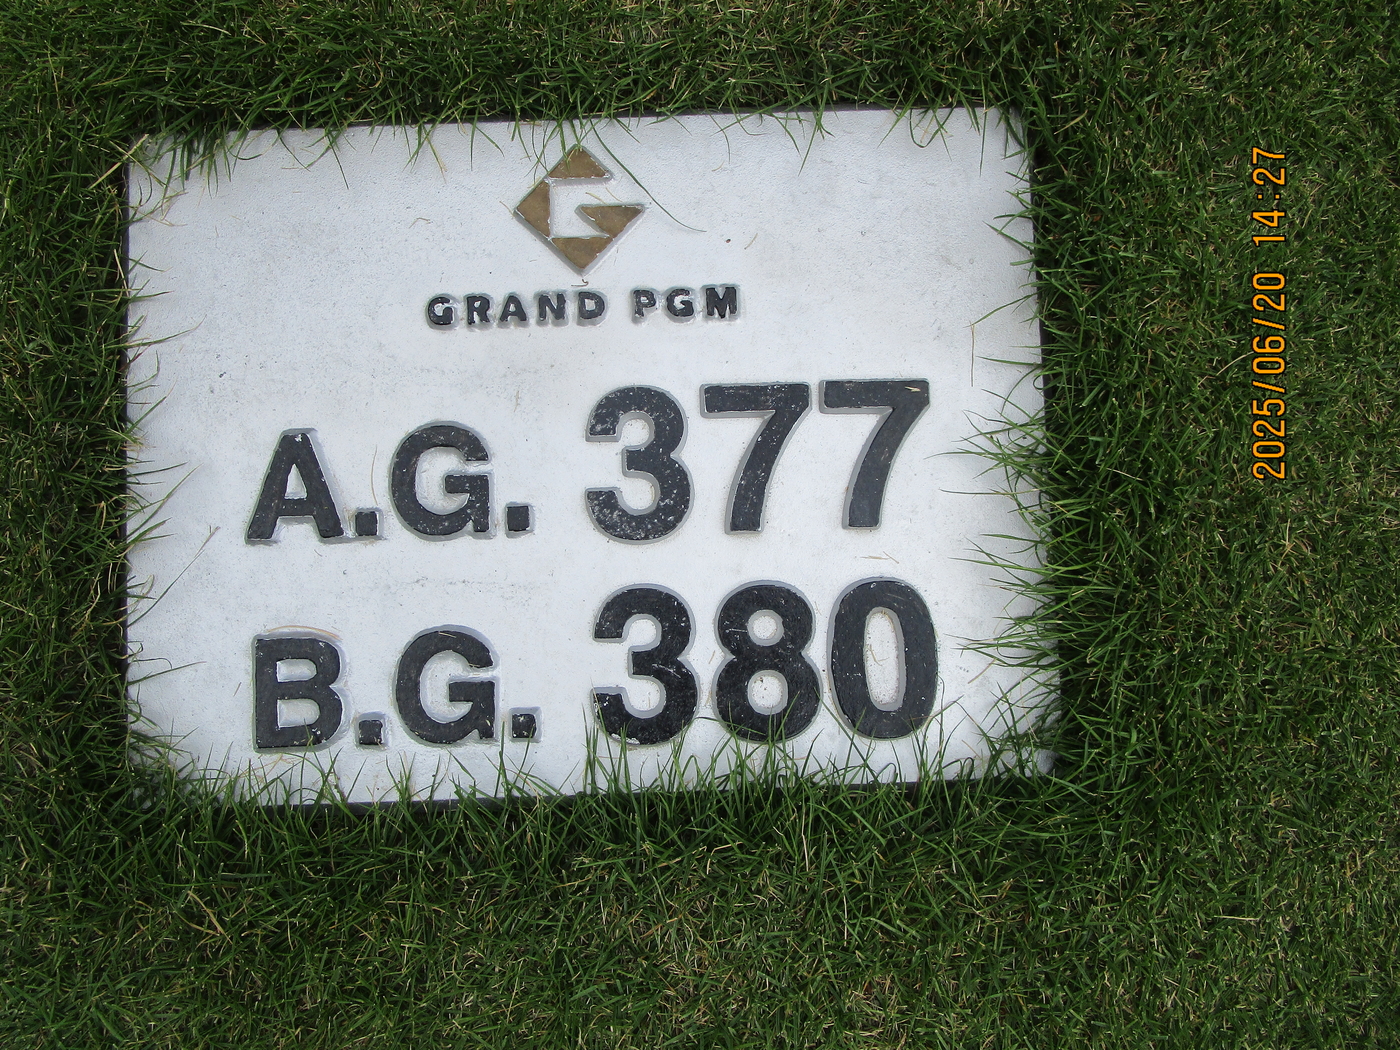 GRAND PGM
A.G. 377
B.G. 380
2025/06/20 14:27